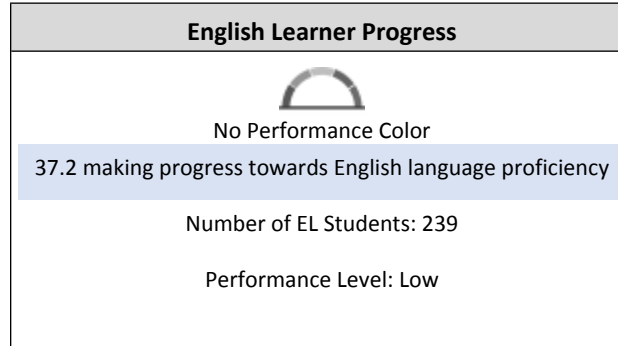 English Learner Progress
No Performance Color
37.2 making progress towards English language proficiency
Number of EL Students: 239
Performance Level: Low